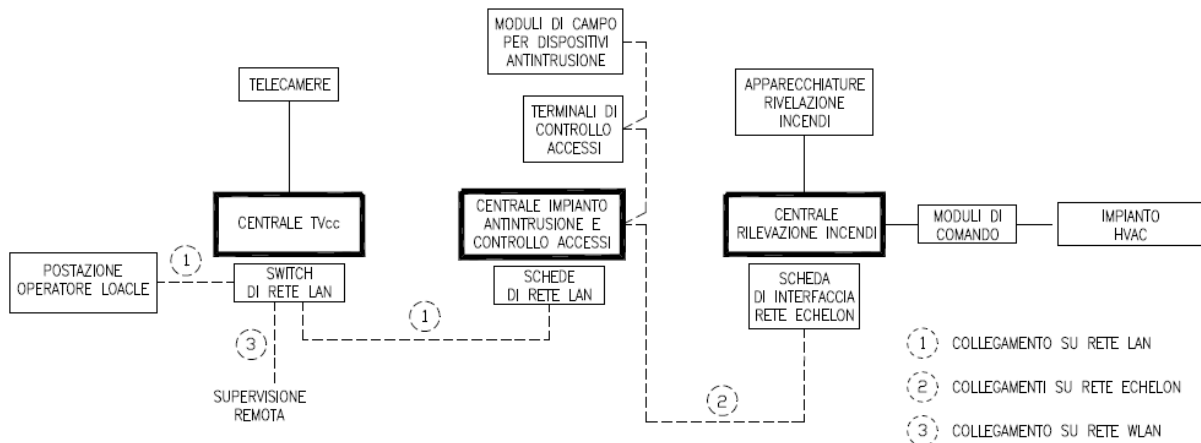 MODULI DI CAMPO
PER DISPOSITIVI
ANTINTRUSIONE
TELECAMERE
APPARECCHIATURE
RIVELAZIONE
INCENDI
TERMINALI DI
CONTROLLO
ACCESSI
CENTRALE TVcc
CENTRALE IMPIANTO
ANTINTRUSIONE E
CONTROLLO ACCESSI
CENTRALE
RILEVAZIONE INCENDI
MODULI DI
COMANDO
IMPIANTO
HVAC
POSTAZIONE
OPERATORE LOACLE
1
SWITCH
DI RETE LAN
SCHEDE
DI RETE LAN
SCHEDA
DI INTERFACCIA
RETE ECHELON
3
1
2
SUPERVISIONE
REMOTA
1 COLLEGAMENTO SU RETE LAN
2 COLLEGAMENTI SU RETE ECHELON
3 COLLEGAMENTO SU RETE WLAN